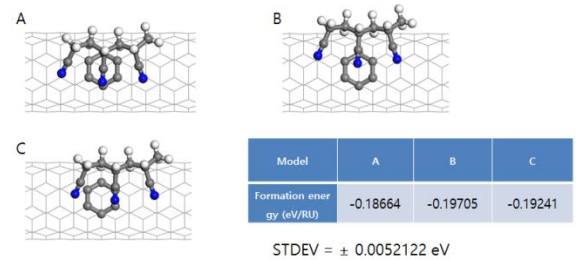 A
B
C
Model A B C
Formation ener
gy (eV/RU) -0.18664 -0.19705 -0.19241
STDEV = ± 0.0052122 eV